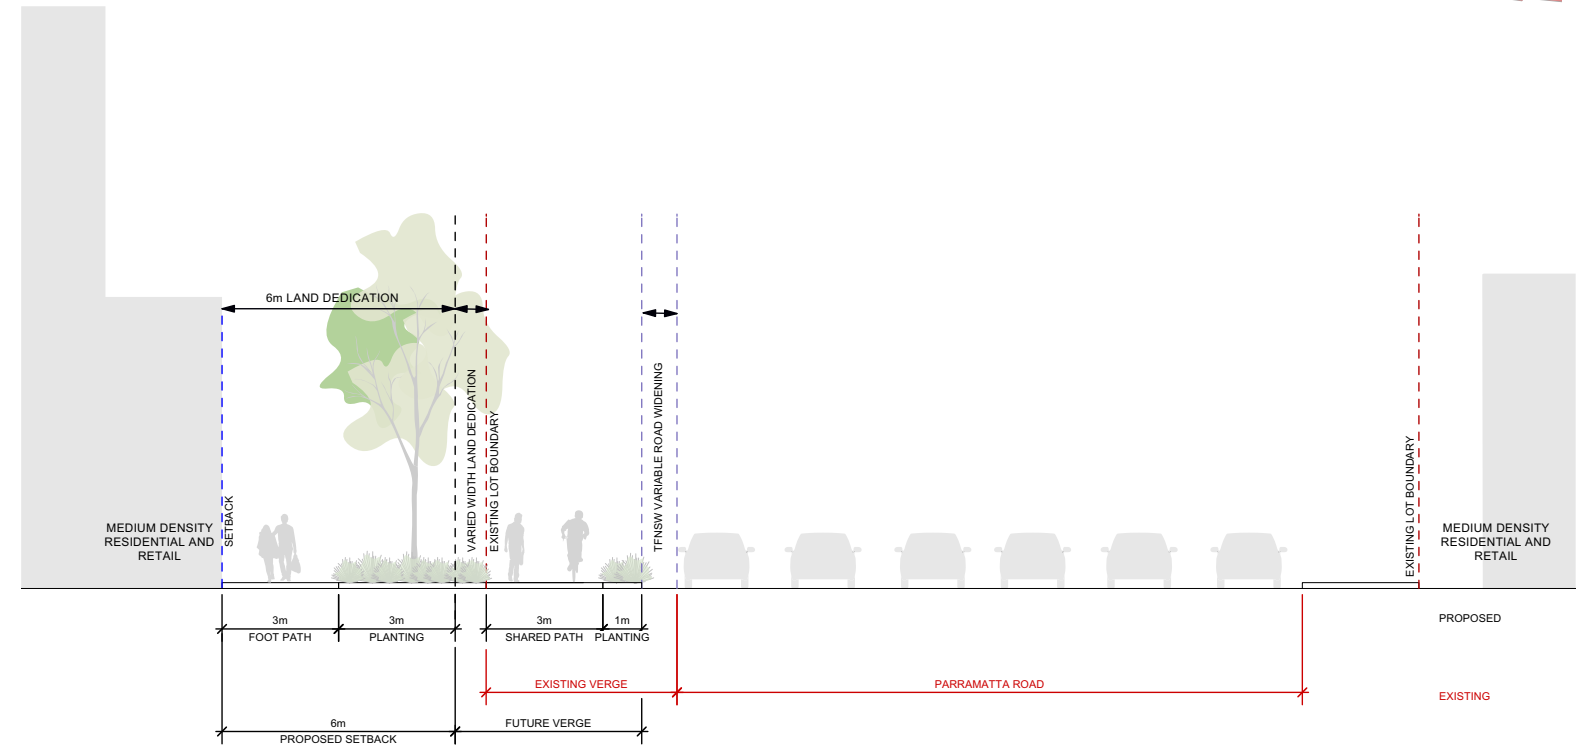 6m LAND DEDICATION
VARIED WIDTH LAND DEDICATION
EXISTING LOT BOUNDARY
TFNSW VARIABLE ROAD WIDENING
EXISTING LOT BOUNDARY
SETBACK
MEDIUM DENSITY
RESIDENTIAL AND
RETAIL
MEDIUM DENSITY
RESIDENTIAL AND
RETAIL
3m
3m
3m
1m
PROPOSED
FOOT PATH
PLANTING
SHARED PATH
PLANTING
EXISTING VERGE
PARRAMATTA ROAD
EXISTING
6m
FUTURE VERGE
PROPOSED SETBACK